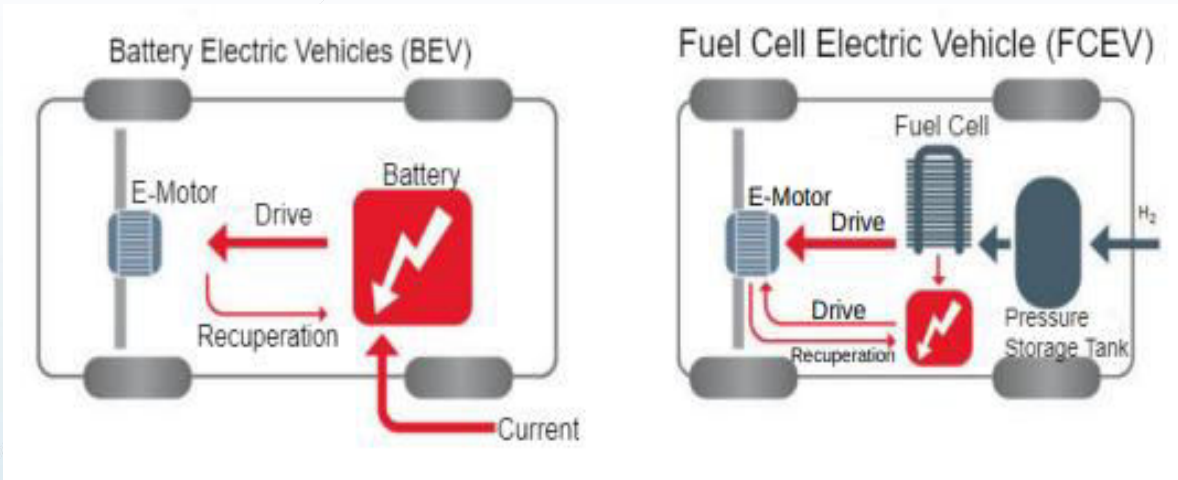 Battery Electric Vehicles (BEV)
E-Motor
Battery
Drive
Recuperation
Current
Fuel Cell Electric Vehicle (FCEV)
Fuel Cell
E-Motor
Drive
H₂
Drive
Recuperation
Pressure
Storage Tank